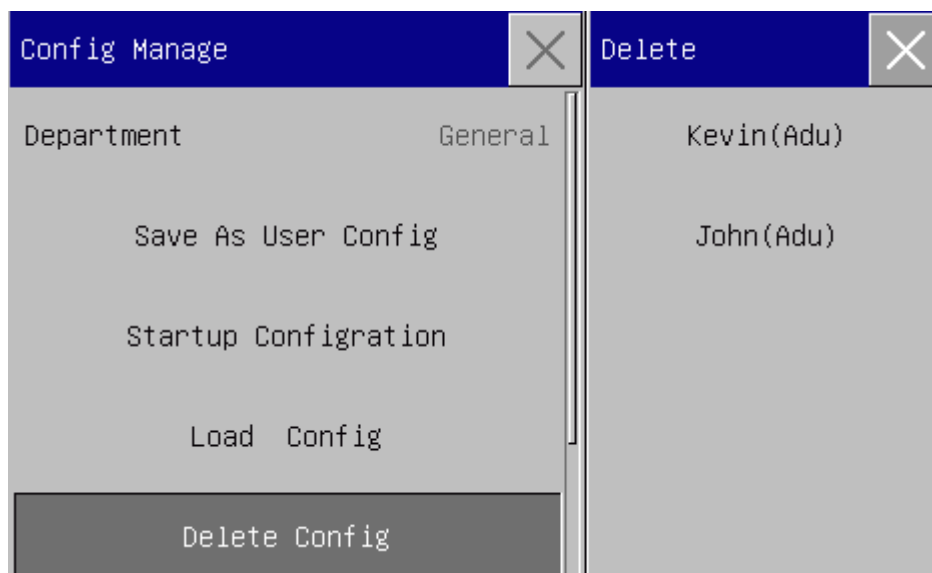 Config Manage
Department General
Save As User Config
Startup Configration
Load Config
Delete Config
Delete
Kevin(Adu)
John(Adu)